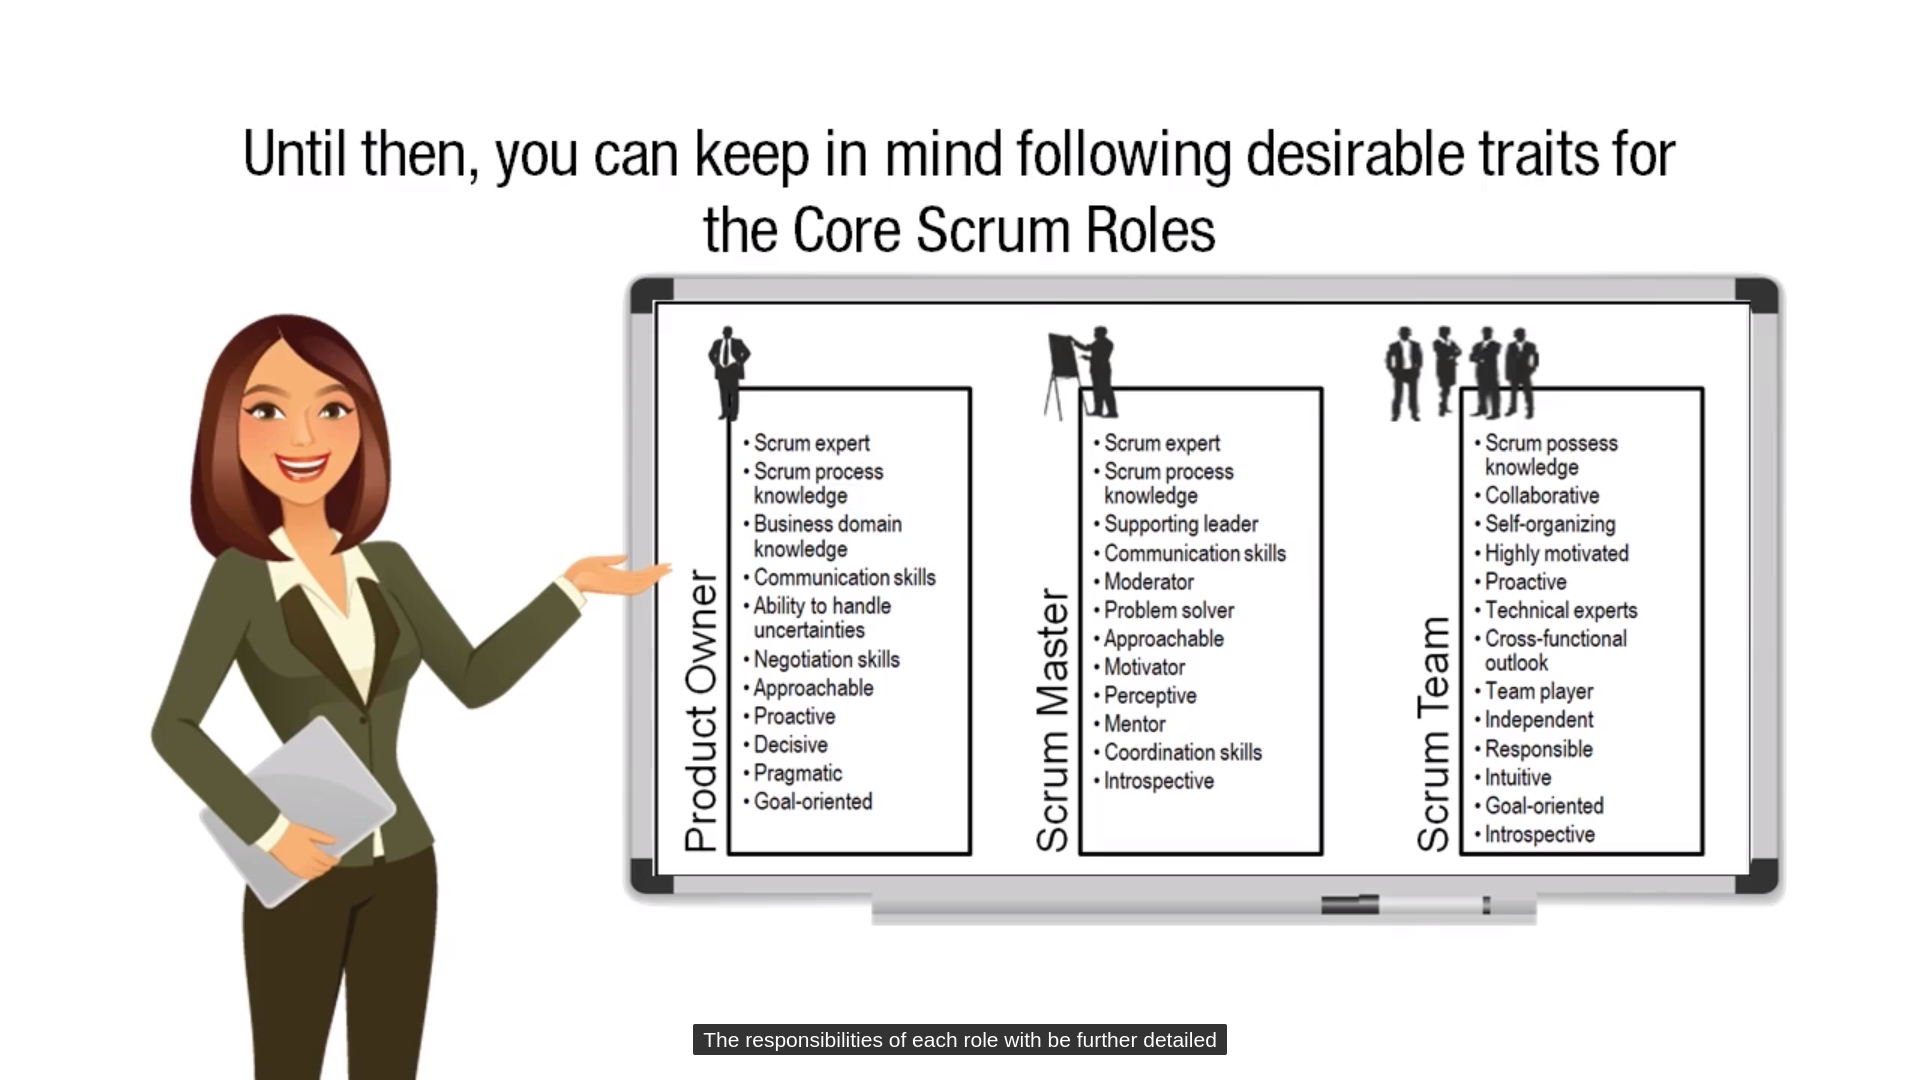 Until then, you can keep in mind following desirable traits for
the Core Scrum Roles
Product Owner
• Scrum expert
• Scrum process
knowledge
• Business domain
knowledge
• Communication skills
• Ability to handle
uncertainties
• Negotiation skills
• Approachable
• Proactive
• Decisive
• Pragmatic
• Goal-oriented
Scrum Master
• Scrum expert
• Scrum process
knowledge
• Supporting leader
• Communication skills
• Moderator
• Problem solver
• Approachable
• Motivator
• Perceptive
• Mentor
• Coordination skills
• Introspective
Scrum Team
• Scrum possess
knowledge
• Collaborative
• Self-organizing
• Highly motivated
• Proactive
• Technical experts
• Cross-functional
outlook
• Team player
• Independent
• Responsible
• Intuitive
• Goal-oriented
• Introspective
The responsibilities of each role with be further detailed